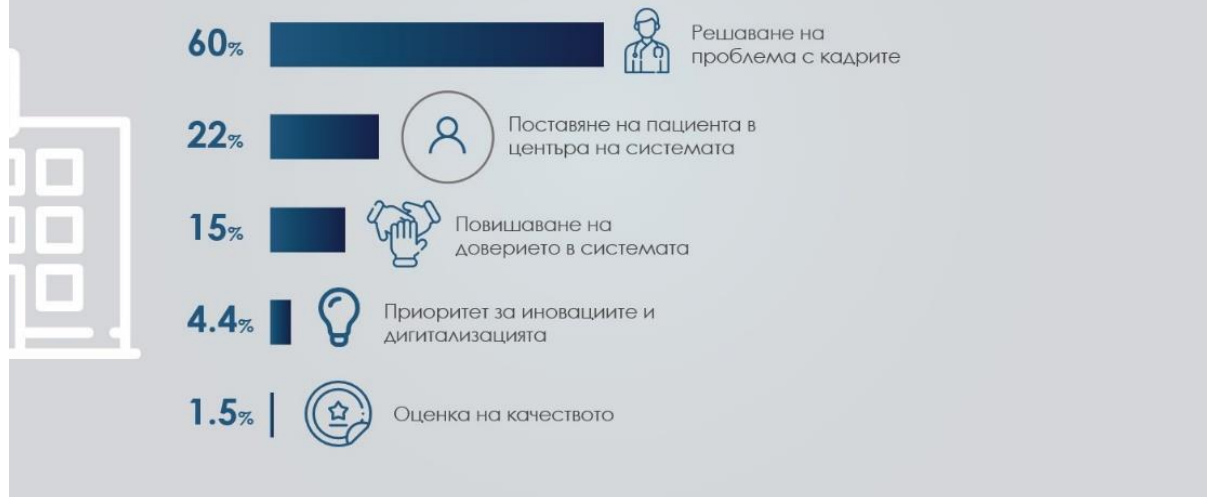 60%
Решаване на
проблема с кадрите
22%
Поставяне на пациента в
центъра на системата
15%
Повишаване на
доверието в системата
4.4%
Приоритет за иновациите и
дигитализацията
1.5%
Оценка на качеството